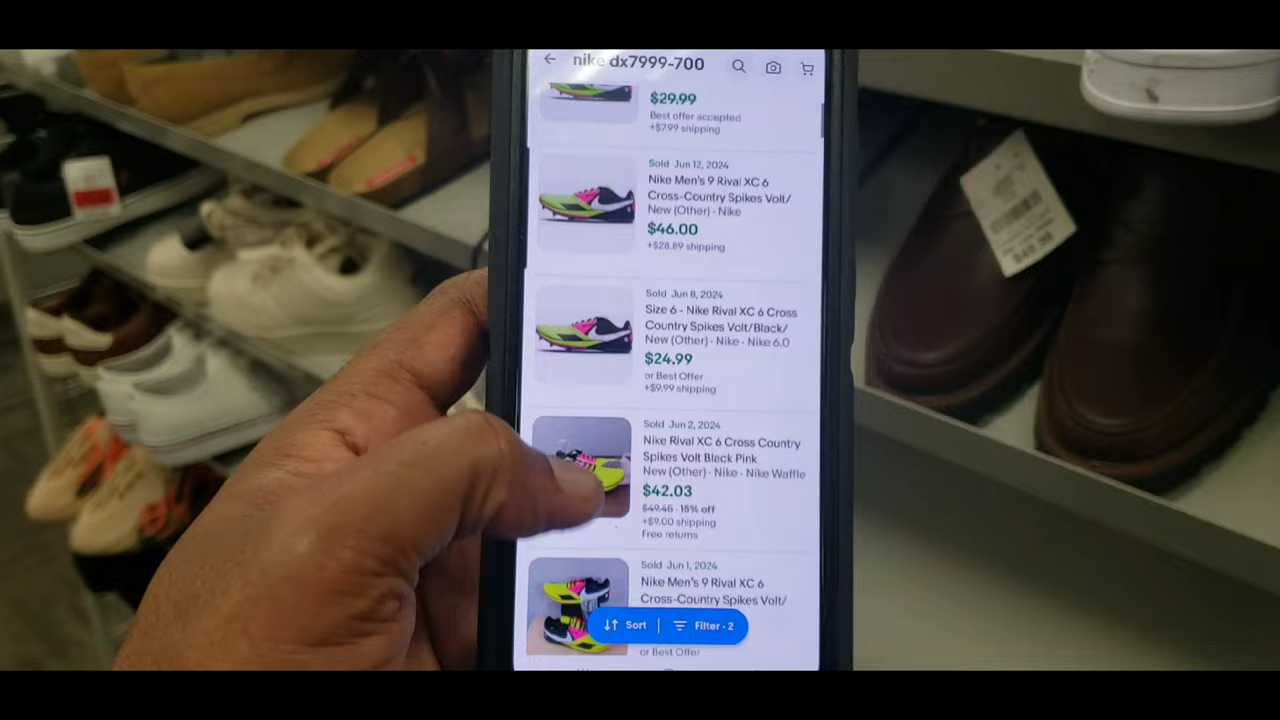 nike dx7999-700
$29.99
Best offer accepted
+$7.99 shipping
Sold Jun 12, 2024
Nike Men's 9 Rival XC 6
Cross-Country Spikes Volt/
New (Other) · Nike
$46.00
+$28.89 shipping
Sold Jun 8, 2024
Size 6 - Nike Rival XC 6 Cross
Country Spikes Volt/Black/
New (Other) · Nike · Nike 6.0
$24.99
or Best Offer
+$9.99 shipping
Sold Jun 2, 2024
Nike Rival XC 6 Cross Country
Spikes Volt Black Pink
New (Other) · Nike · Nike Waffle
$42.03
$49.45 · 15% off
+$9.00 shipping
Free returns
Sold Jun 1, 2024
Nike Men's 9 Rival XC 6
Cross-Country Spikes Volt/
Sort
Filter · 2
or Best Offer
$49.99